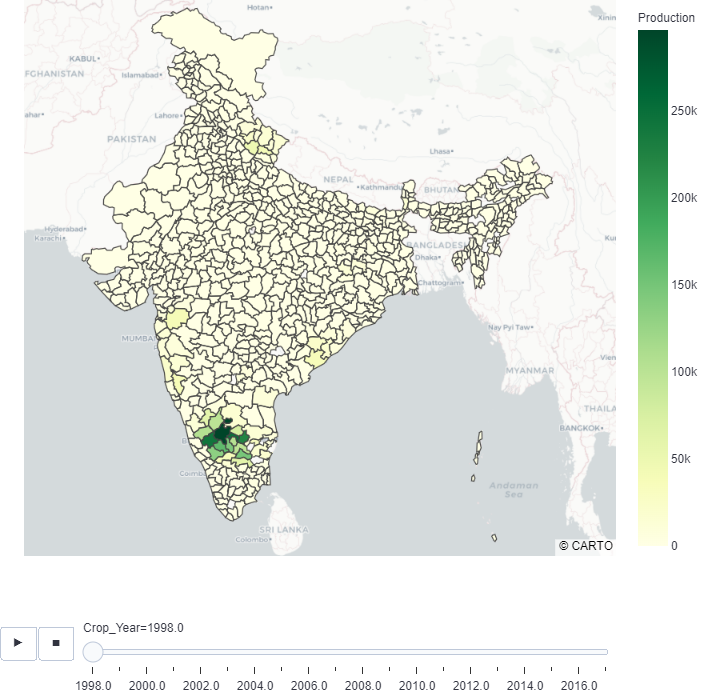 Hotan•
Xinin
Production
KABUL•
FGHANISTAN
Islamabad•
250k
ahar•
Lahore•
PAKISTAN
Lhasa•
NEPAL
•Kathmandu
BHUTAN
200k
Hyderabad•
Karachi•
BANGLADESH
Dhaka•
Kur
Chattogram•
150k
Nay Pyi Taw•
MUMBAI
Vien
MYANMAR
100k
THAILA
BANGKOK•
50k
Andaman
Sea
SRI LANKA
Colombo•
© CARTO
0
Crop_Year=1998.0
1998.0 2000.0 2002.0 2004.0 2006.0 2008.0 2010.0 2012.0 2014.0 2016.0